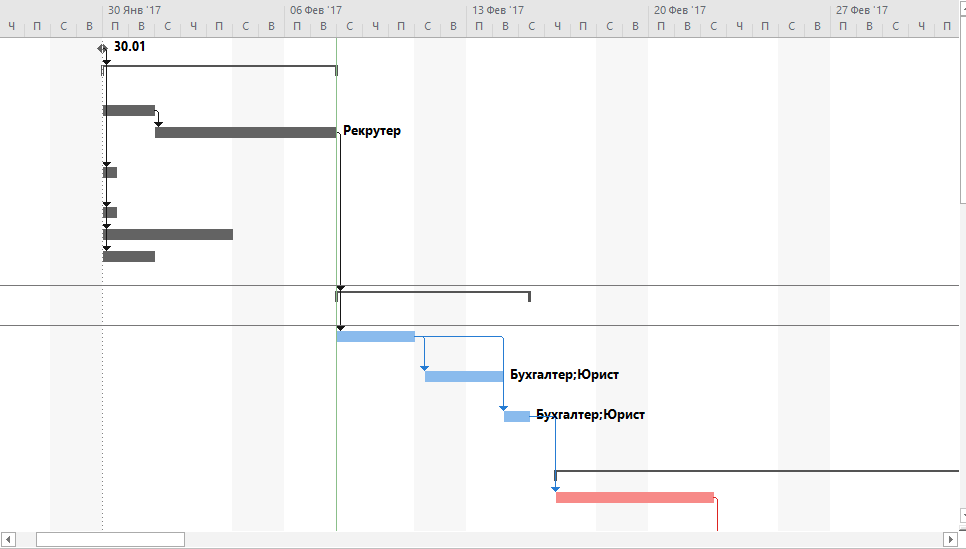 30 Янв '17 06 Фев '17 13 Фев '17 20 Фев '17 27 Фев '17
Ч П С В П В С Ч П С В П В С Ч П С В П В С Ч П С В П В С Ч П С В П В С Ч П
30.01
Рекрутер
Бухгалтер;Юрист
Бухгалтер;Юрист